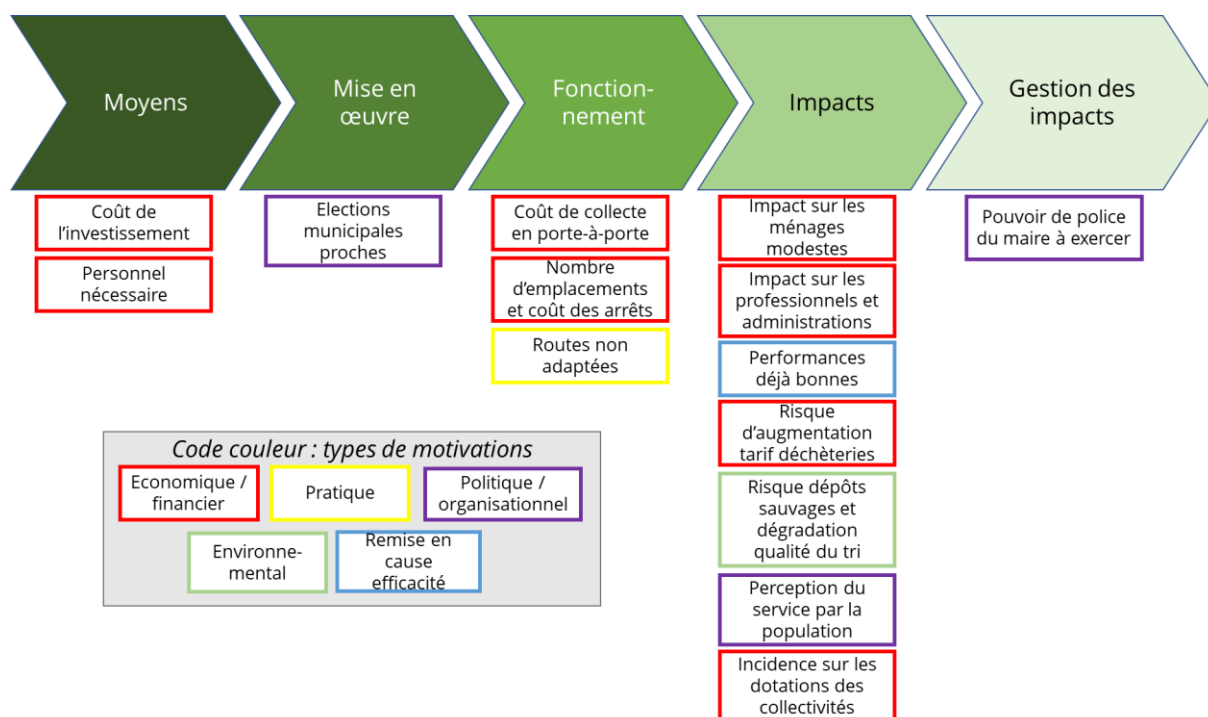 Moyens
Mise en
œuvre
Fonction-
nement
Impacts
Gestion des
impacts
Coût de
l'investissement
Personnel
nécessaire
Elections
municipales
proches
Coût de collecte
en porte-à-porte
Nombre
d'emplacements
et coût des arrêts
Routes non
adaptées
Impact sur les
ménages
modestes
Impact sur les
professionnels et
administrations
Performances
déjà bonnes
Risque
d'augmentation
tarif déchèteries
Risque dépôts
sauvages et
dégradation
qualité du tri
Perception du
service par la
population
Incidence sur les
dotations des
collectivités
Pouvoir de police
du maire à exercer
Code couleur : types de motivations
Economique /
financier
Pratique
Politique /
organisationnel
Environne-
mental
Remise en
cause
efficacité